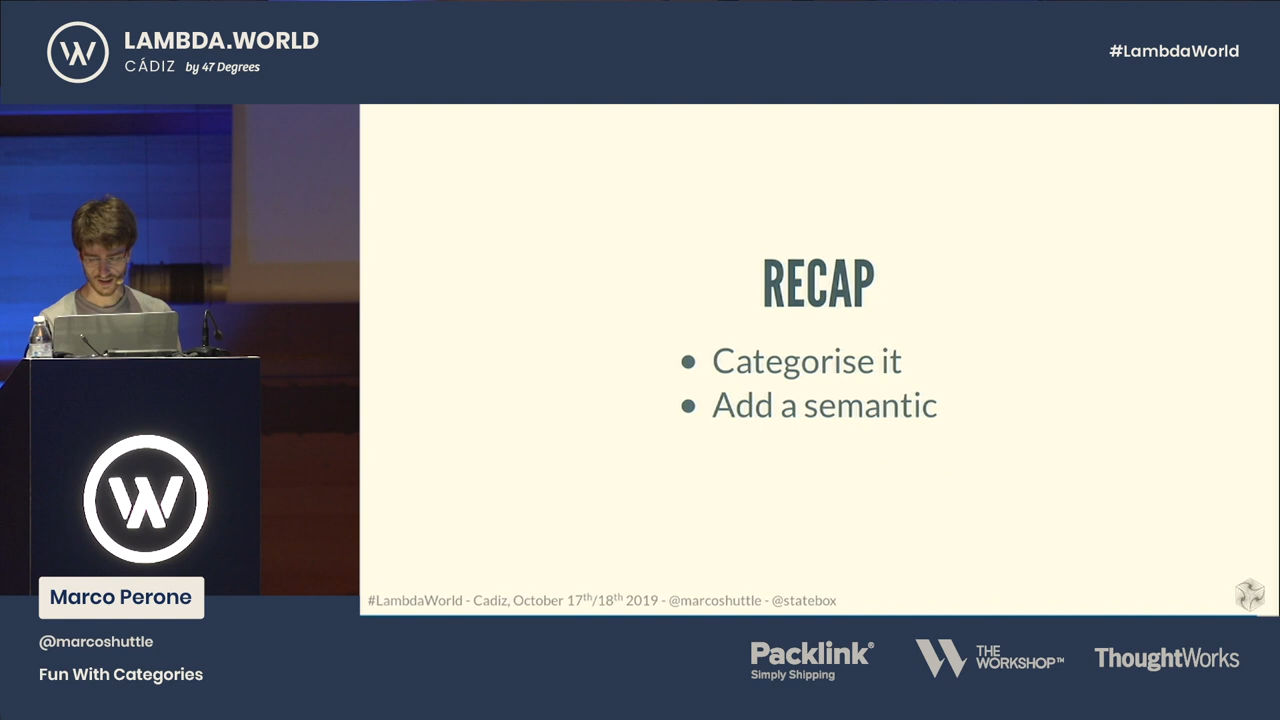 LAMBDA.WORLD
CÁDIZ by 47 Degrees
#LambdaWorld
RECAP
• Categorise it
• Add a semantic
#LambdaWorld - Cadiz, October 17th/18th 2019 - @marcoshuttle - @statebox
W
Marco Perone
@marcoshuttle
Fun With Categories
Packlink®
Simply Shipping
THE
WORKSHOP™
ThoughtWorks